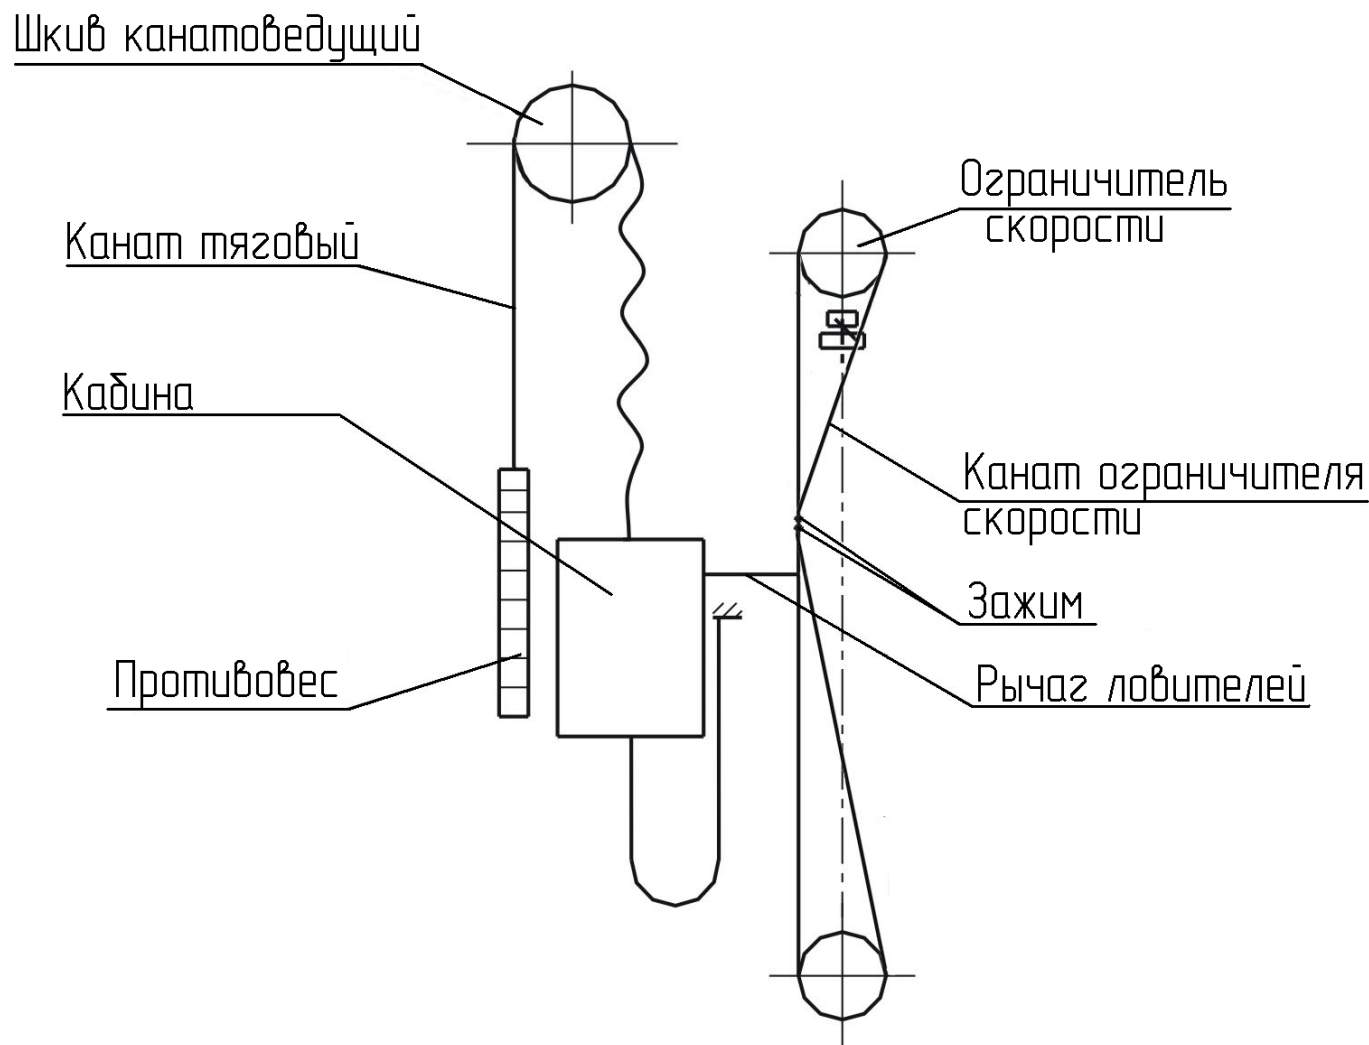 Шкив канатоведущий
Ограничитель
скорости
Канат тяговый
Кабина
Канат ограничителя
скорости
Зажим
Противовес
Рычаг ловителей